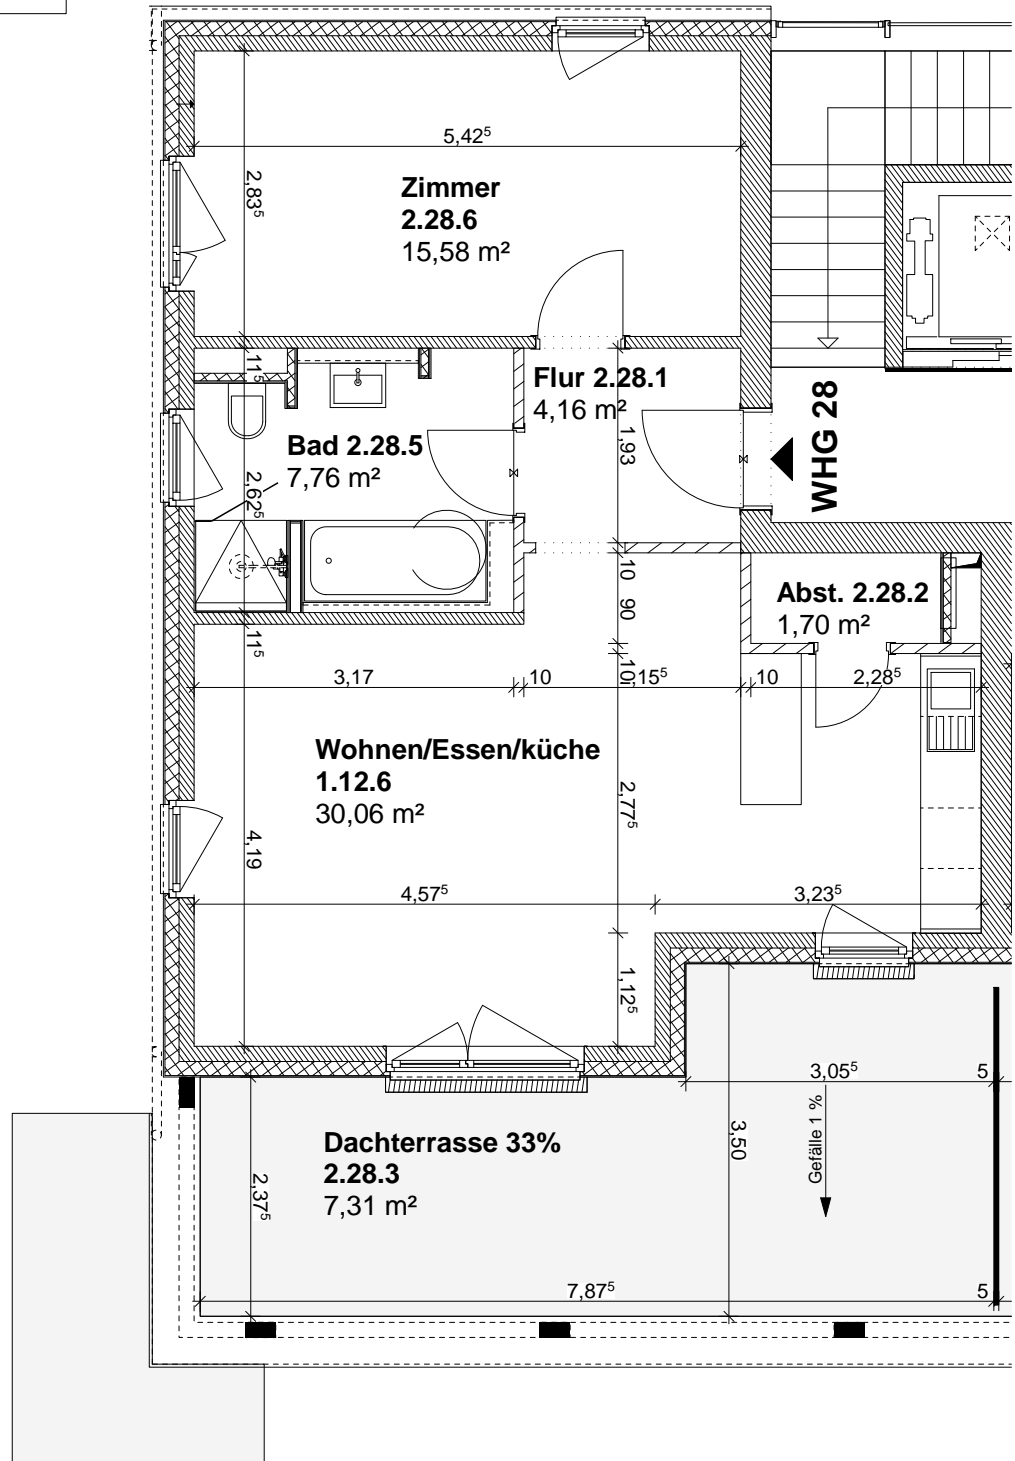 5,42⁵
2,83⁵
Zimmer
2.28.6
15,58 m²
11⁵
Flur 2.28.1
4,16 m²
1,93
WHG 28
Bad 2.28.5
7,76 m²
2,62⁵
10
90
Abst. 2.28.2
1,70 m²
11⁵
3,17
10
10
2,15⁵
10
2,28⁵
Wohnen/Essen/küche
1.12.6
30,06 m²
2,77⁵
4,19
4,57⁵
3,23⁵
1,12⁵
3,05⁵
5
Gefälle 1 %
3,50
Dachterrasse 33%
2.28.3
7,31 m²
2,37⁵
7,87⁵
5